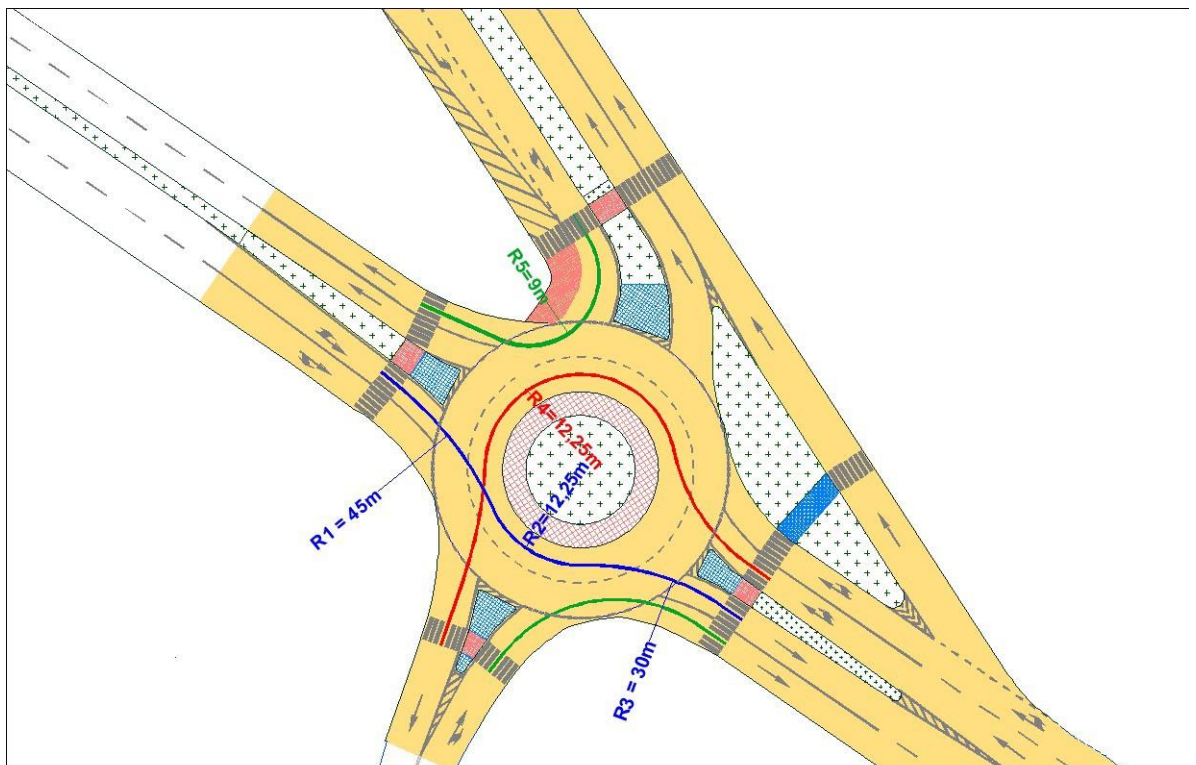 R5=9m
R4=12,25m
R2=12,25m
R1 = 45m
R3 = 30m